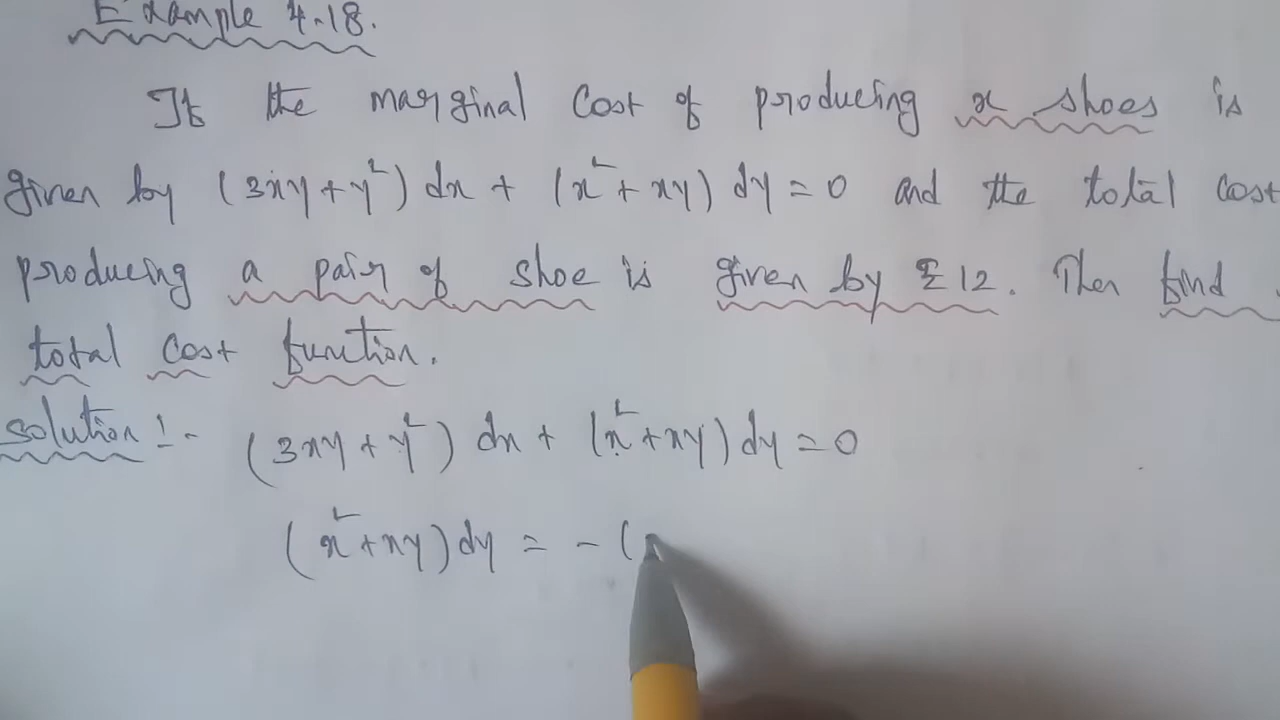 Example 4.18.
If the marginal cost of producing x shoes is
given by (3xy + y²) dx + (x² + xy) dy = 0 and the total cost
producing a pair of shoe is given by ₹12. Then find
total cost function.
Solution :- (3xy + y²) dx + (x² + xy) dy = 0
(x² + xy) dy = - (